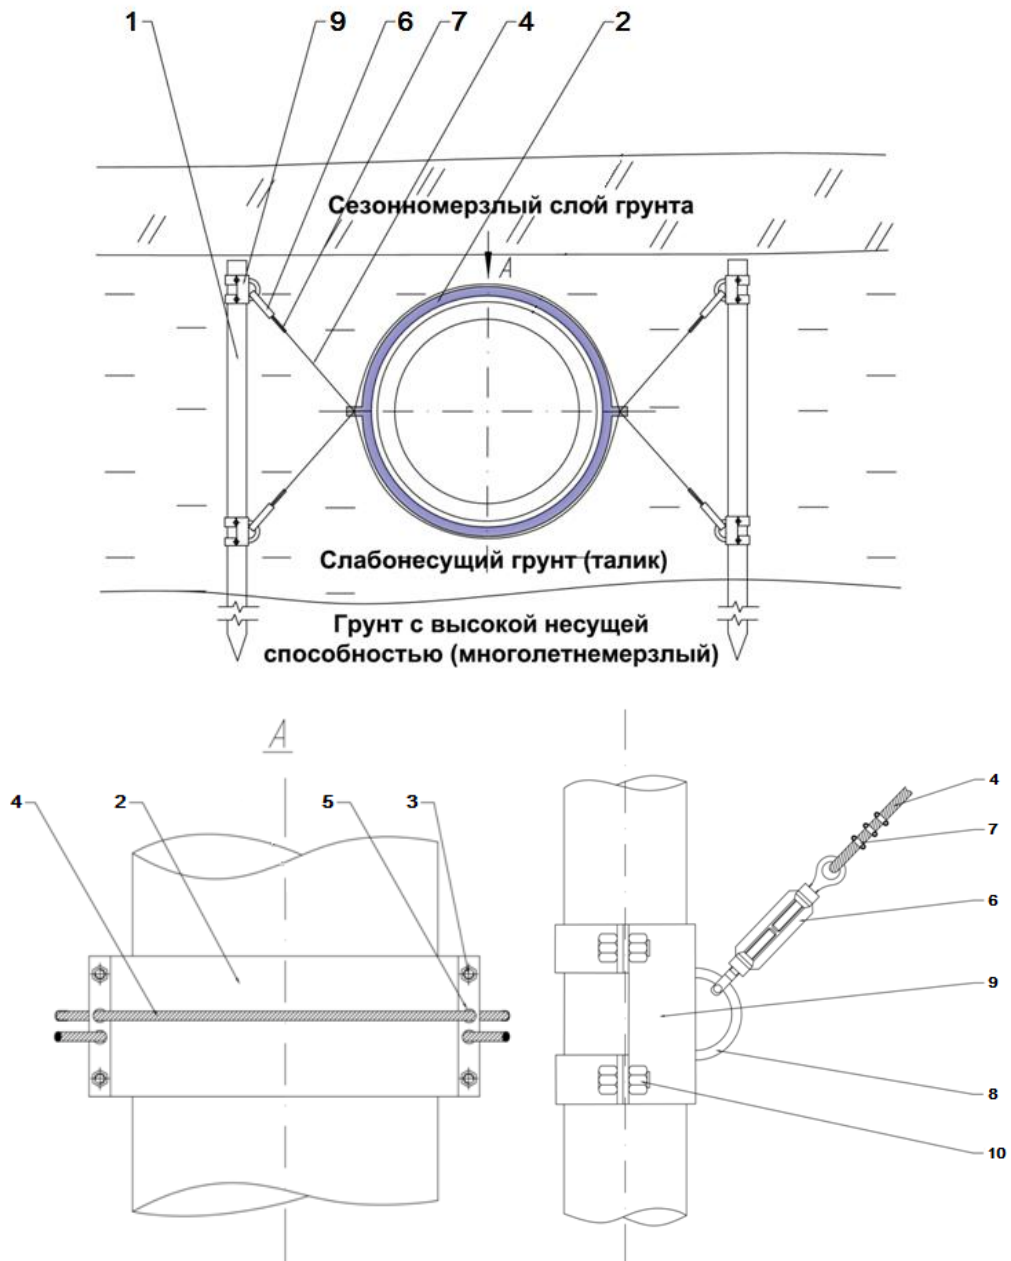 1 9 6 7 4 2
Сезонномерзлый слой грунта
А
Слабонесущий грунт (талик)
Грунт с высокой несущей
способностью (многолетнемерзлый)
А
4 2 5 3
4
7
6
9
8
10